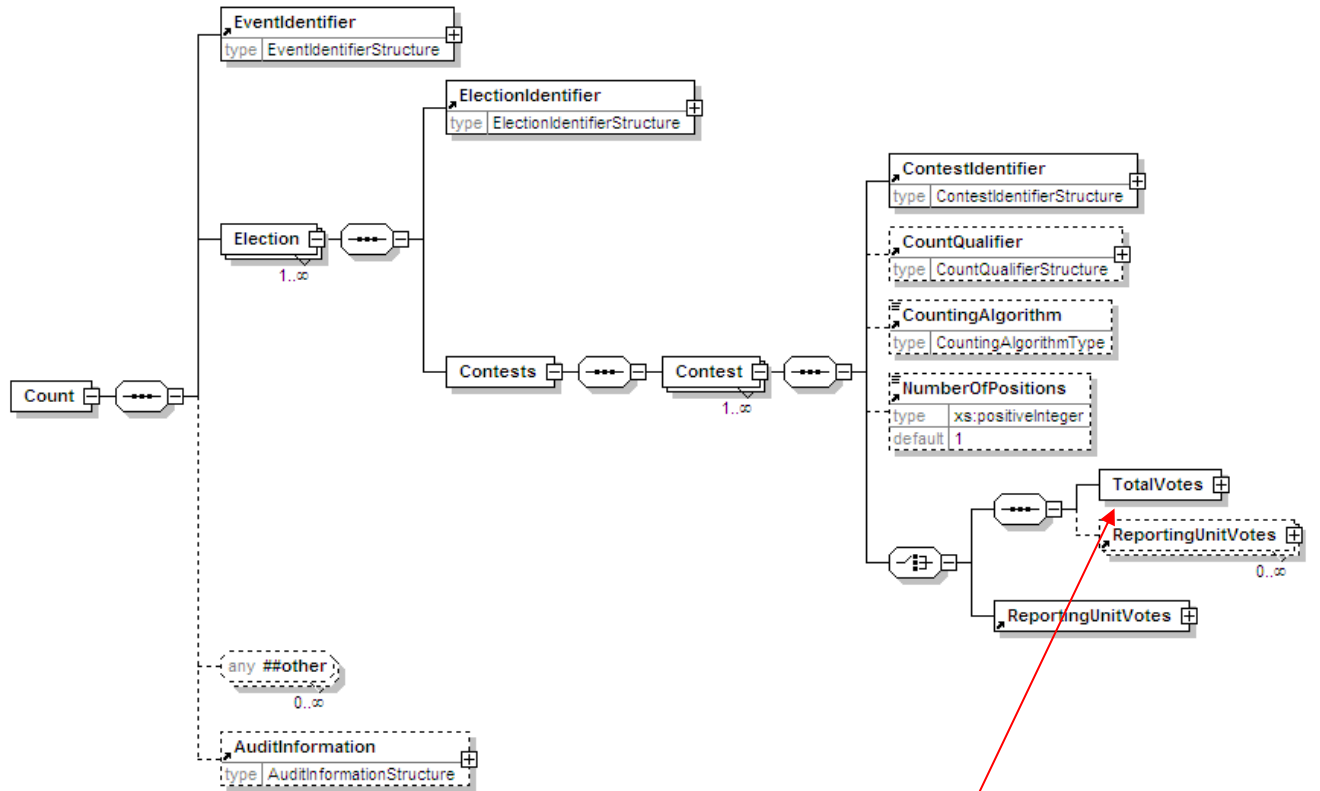 EventIdentifier
type EventIdentifierStructure
ElectionIdentifier
type ElectionIdentifierStructure
ContestIdentifier
type ContestIdentifierStructure
Election
1..∞
CountQualifier
type CountQualifierStructure
CountingAlgorithm
type CountingAlgorithmType
Count
Contests
Contest
1..∞
NumberOfPositions
type xs:positiveInteger
default 1
TotalVotes
ReportingUnitVotes
0..∞
ReportingUnitVotes
any ##other
0..∞
AuditInformation
type AuditInformationStructure